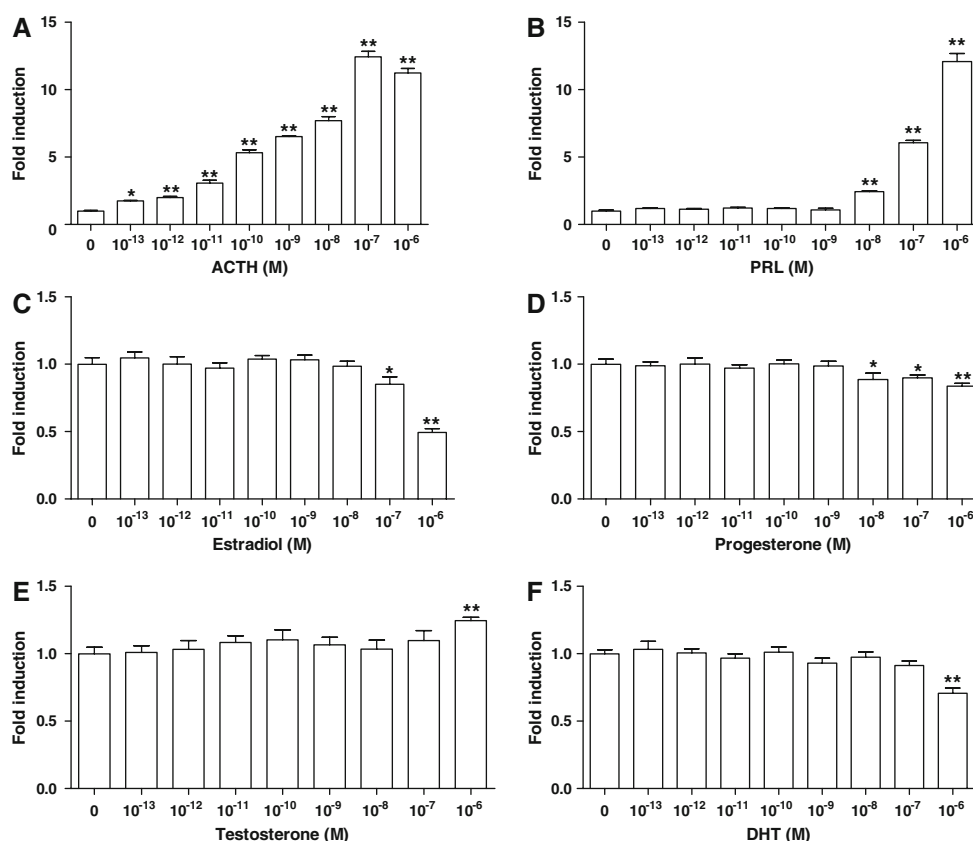 A
Fold induction
15
10
5
0
*
**
**
**
**
**
**
**
0 10⁻¹³ 10⁻¹² 10⁻¹¹ 10⁻¹⁰ 10⁻⁹ 10⁻⁸ 10⁻⁷ 10⁻⁶
ACTH (M)
B
Fold induction
15
10
5
0
**
**
**
0 10⁻¹³ 10⁻¹² 10⁻¹¹ 10⁻¹⁰ 10⁻⁹ 10⁻⁸ 10⁻⁷ 10⁻⁶
PRL (M)
C
Fold induction
1.5
1.0
0.5
0.0
*
**
0 10⁻¹³ 10⁻¹² 10⁻¹¹ 10⁻¹⁰ 10⁻⁹ 10⁻⁸ 10⁻⁷ 10⁻⁶
Estradiol (M)
D
Fold induction
1.5
1.0
0.5
0.0
*
*
**
0 10⁻¹³ 10⁻¹² 10⁻¹¹ 10⁻¹⁰ 10⁻⁹ 10⁻⁸ 10⁻⁷ 10⁻⁶
Progesterone (M)
E
Fold induction
1.5
1.0
0.5
0.0
**
0 10⁻¹³ 10⁻¹² 10⁻¹¹ 10⁻¹⁰ 10⁻⁹ 10⁻⁸ 10⁻⁷ 10⁻⁶
Testosterone (M)
F
Fold induction
1.5
1.0
0.5
0.0
**
0 10⁻¹³ 10⁻¹² 10⁻¹¹ 10⁻¹⁰ 10⁻⁹ 10⁻⁸ 10⁻⁷ 10⁻⁶
DHT (M)